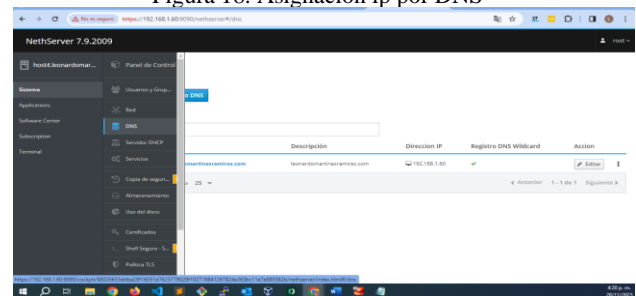 Figura 18. Asignación ip por DNS
No es seguro https://192.168.1.60:9090/nethserver#/dns
NethServer 7.9.2009
root
host4.leonardomar...
Panel de Control
Sistema
Usuarios y Grup...
o DNS
Applications
Red
Software Center
DNS
Subscription
Servidor DHCP
Descripción Direccion IP Registro DNS Wildcard Accion
Terminal
Servicios
martinezramirez.com leonardomartinezramirez.com 192.168.1.60 Editar
Copia de segur...
25 Anterior 1 - 1 de 1 Siguiente
Almacenamiento
Uso del disco
Certificados
Shell Seguro - S...
Política TLS
4:20 p. m.